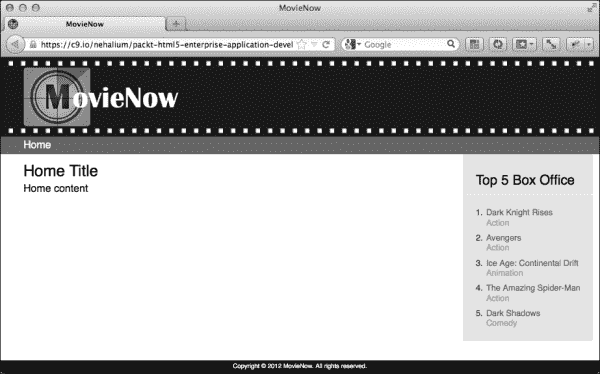 MovieNow
MovieNow
https://c9.io/nehalium/packt-html5-enterprise-application-devel
Google
MovieNow
Home
Home Title
Home content
Top 5 Box Office
1. Dark Knight Rises
Action
2. Avengers
Action
3. Ice Age: Continental Drift
Animation
4. The Amazing Spider-Man
Action
5. Dark Shadows
Comedy
Copyright © 2012 MovieNow. All rights reserved.